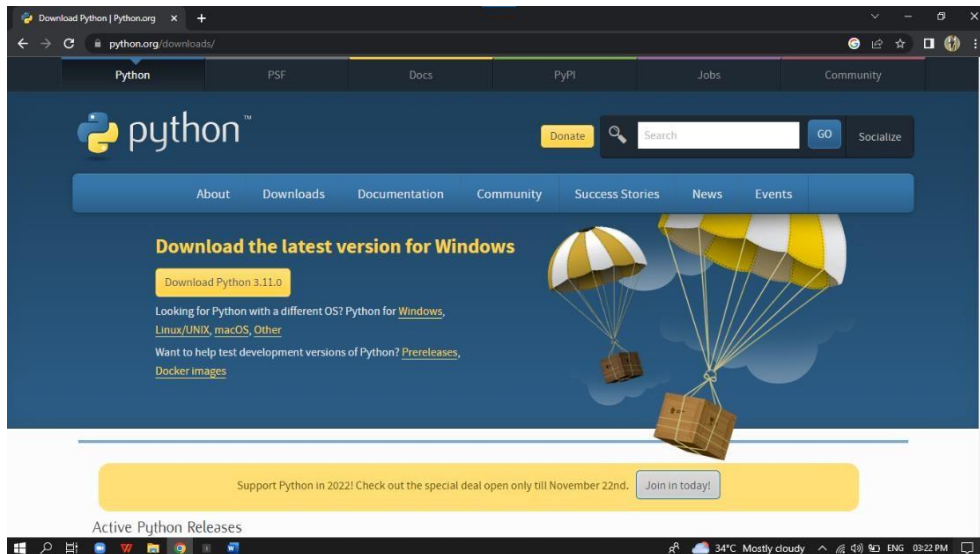 Download Python | Python.org
python.org/downloads/
Python PSF Docs PyPI Jobs Community
python™
Donate Search GO Socialize
About Downloads Documentation Community Success Stories News Events
Download the latest version for Windows
Download Python 3.11.0
Looking for Python with a different OS? Python for Windows,
Linux/UNIX, macOS, Other
Want to help test development versions of Python? Prereleases,
Docker images
Support Python in 2022! Check out the special deal open only till November 22nd. Join in today!
Active Python Releases
34°C Mostly cloudy ENG 03:22 PM